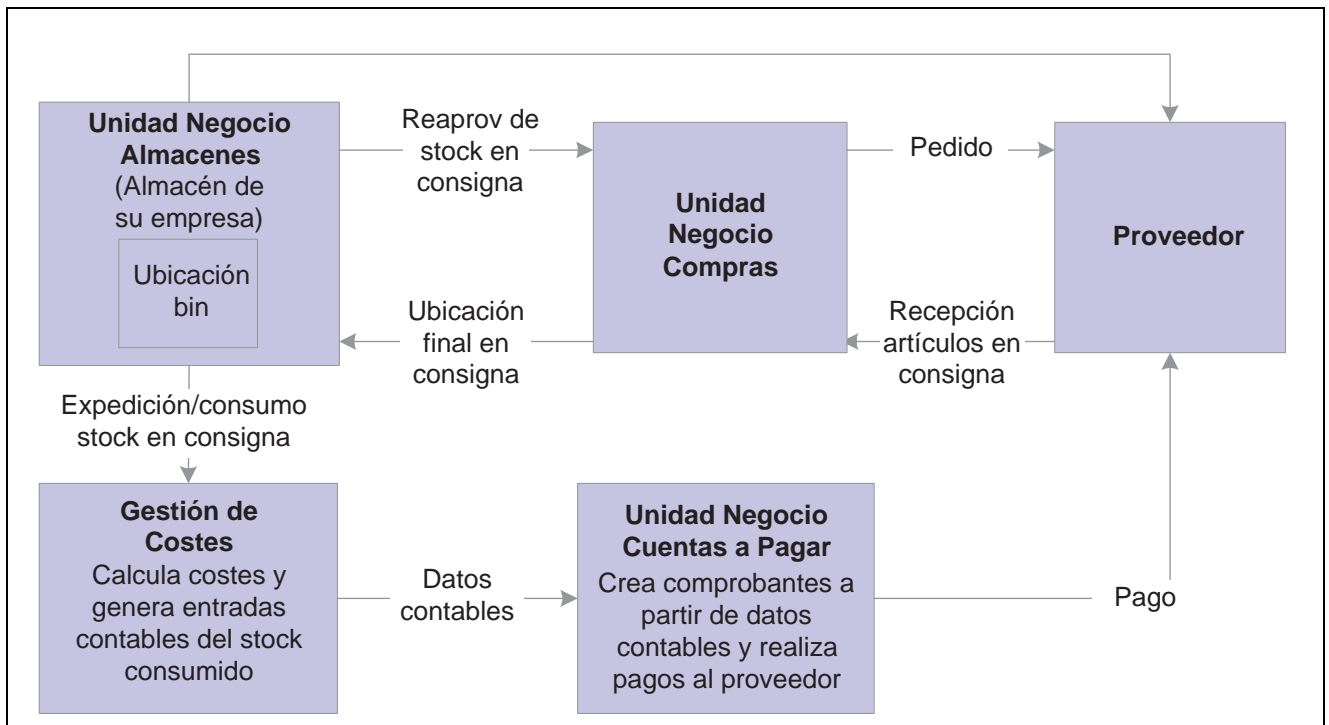 Unidad Negocio
Almacenes
(Almacén de
su empresa)
Ubicación
bin
Reaprov de
stock en
consigna
Unidad
Negocio
Compras
Pedido
Proveedor
Ubicación
final en
consigna
Recepción
artículos en
consigna
Expedición/consumo
stock en consigna
Gestión de
Costes
Calcula costes y
genera entradas
contables del stock
consumido
Datos
contables
Unidad Negocio
Cuentas a Pagar
Crea comprobantes a
partir de datos
contables y realiza
pagos al proveedor
Pago